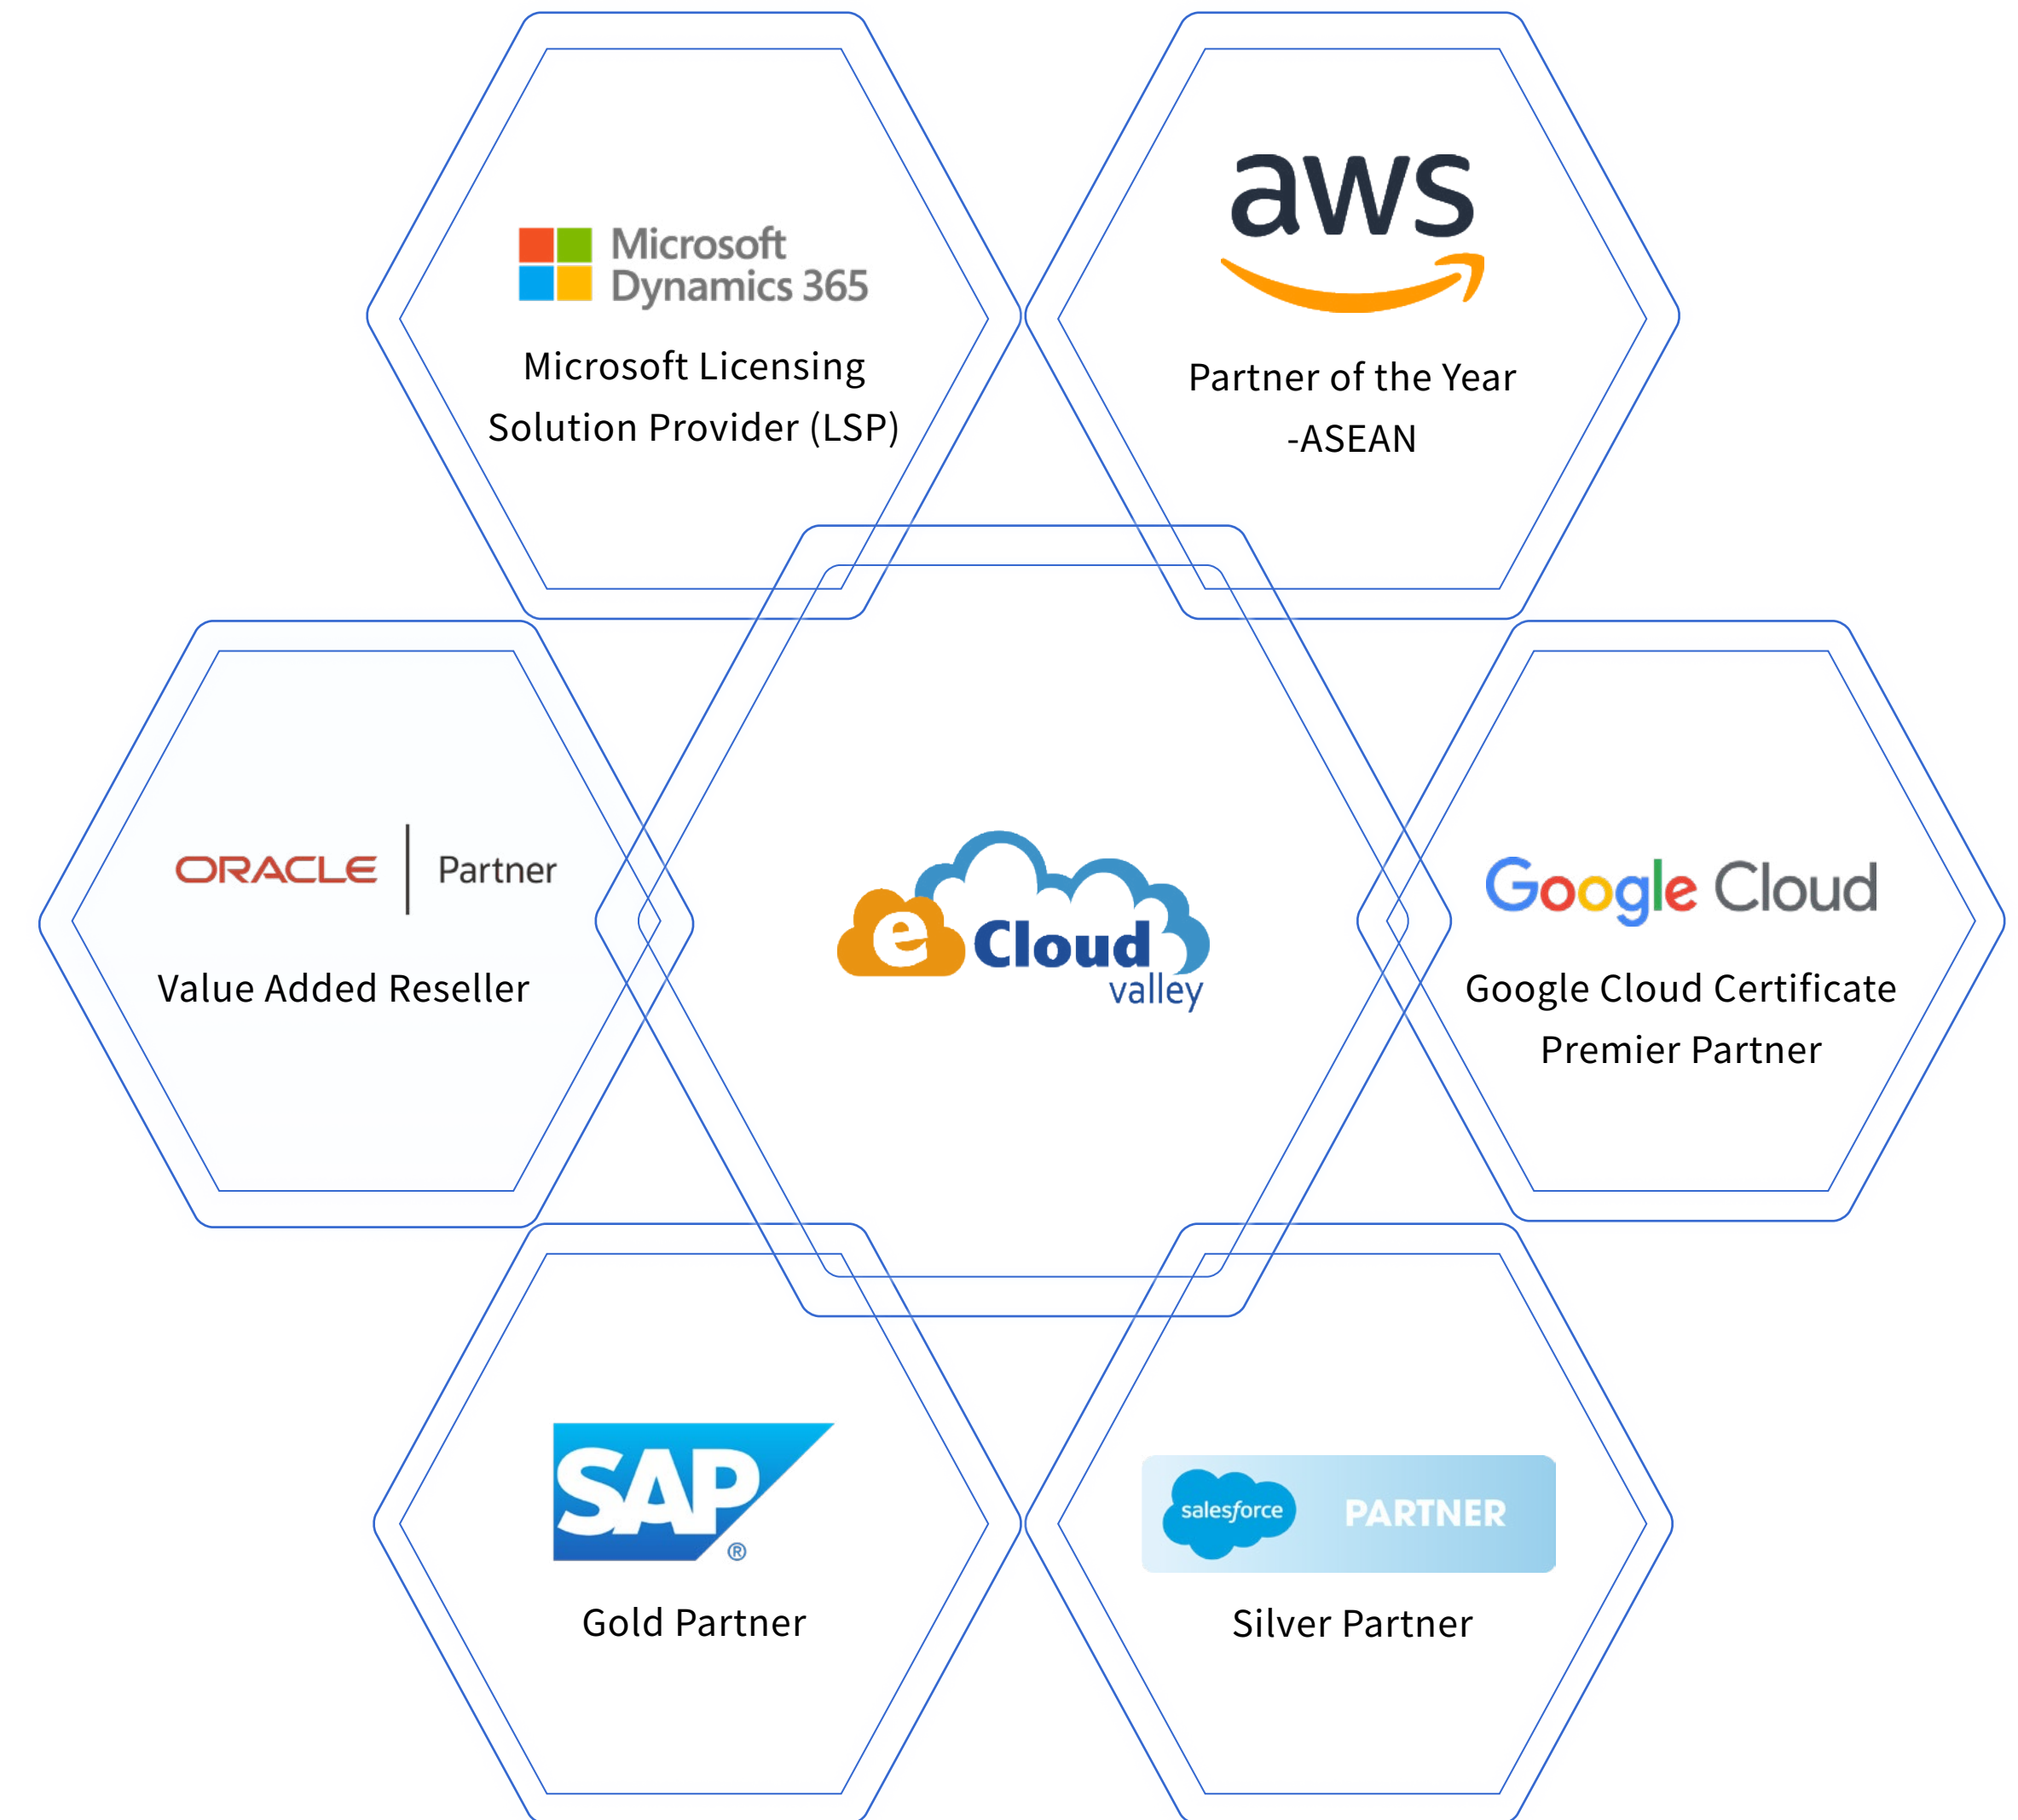 Microsoft
Dynamics 365
Microsoft Licensing
Solution Provider (LSP)
aws
Partner of the Year
-ASEAN
ORACLE | Partner
Value Added Reseller
e Cloud
valley
Google Cloud
Google Cloud Certificate
Premier Partner
SAP
®
Gold Partner
salesforce PARTNER
Silver Partner